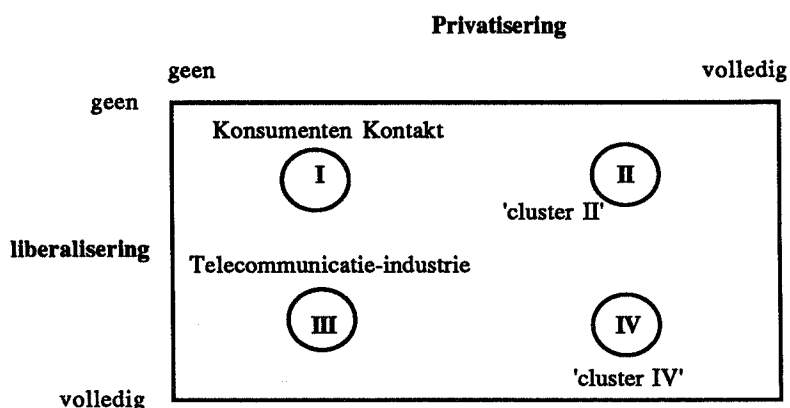 Privatisering
geen volledig
geen
Konsumenten Kontakt
I II
'cluster II'
liberalisering
Telecommunicatie-industrie
III IV
'cluster IV'
volledig